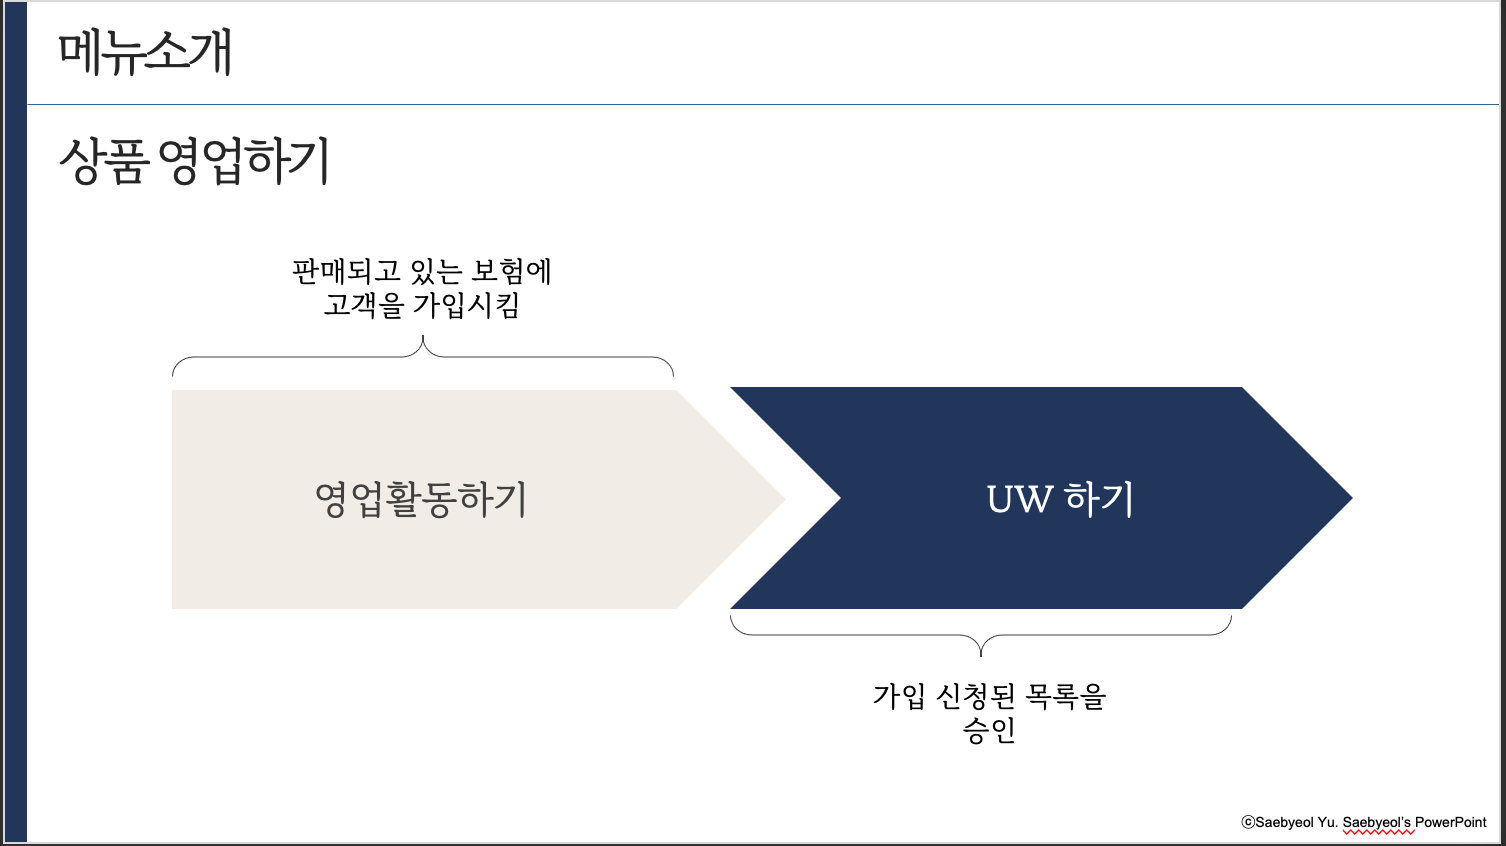 메뉴소개
상품 영업하기
판매되고 있는 보험에
고객을 가입시킴
영업활동하기
UW 하기
가입 신청된 목록을
승인
ⓒSaebyeol Yu. Saebyeol's PowerPoint